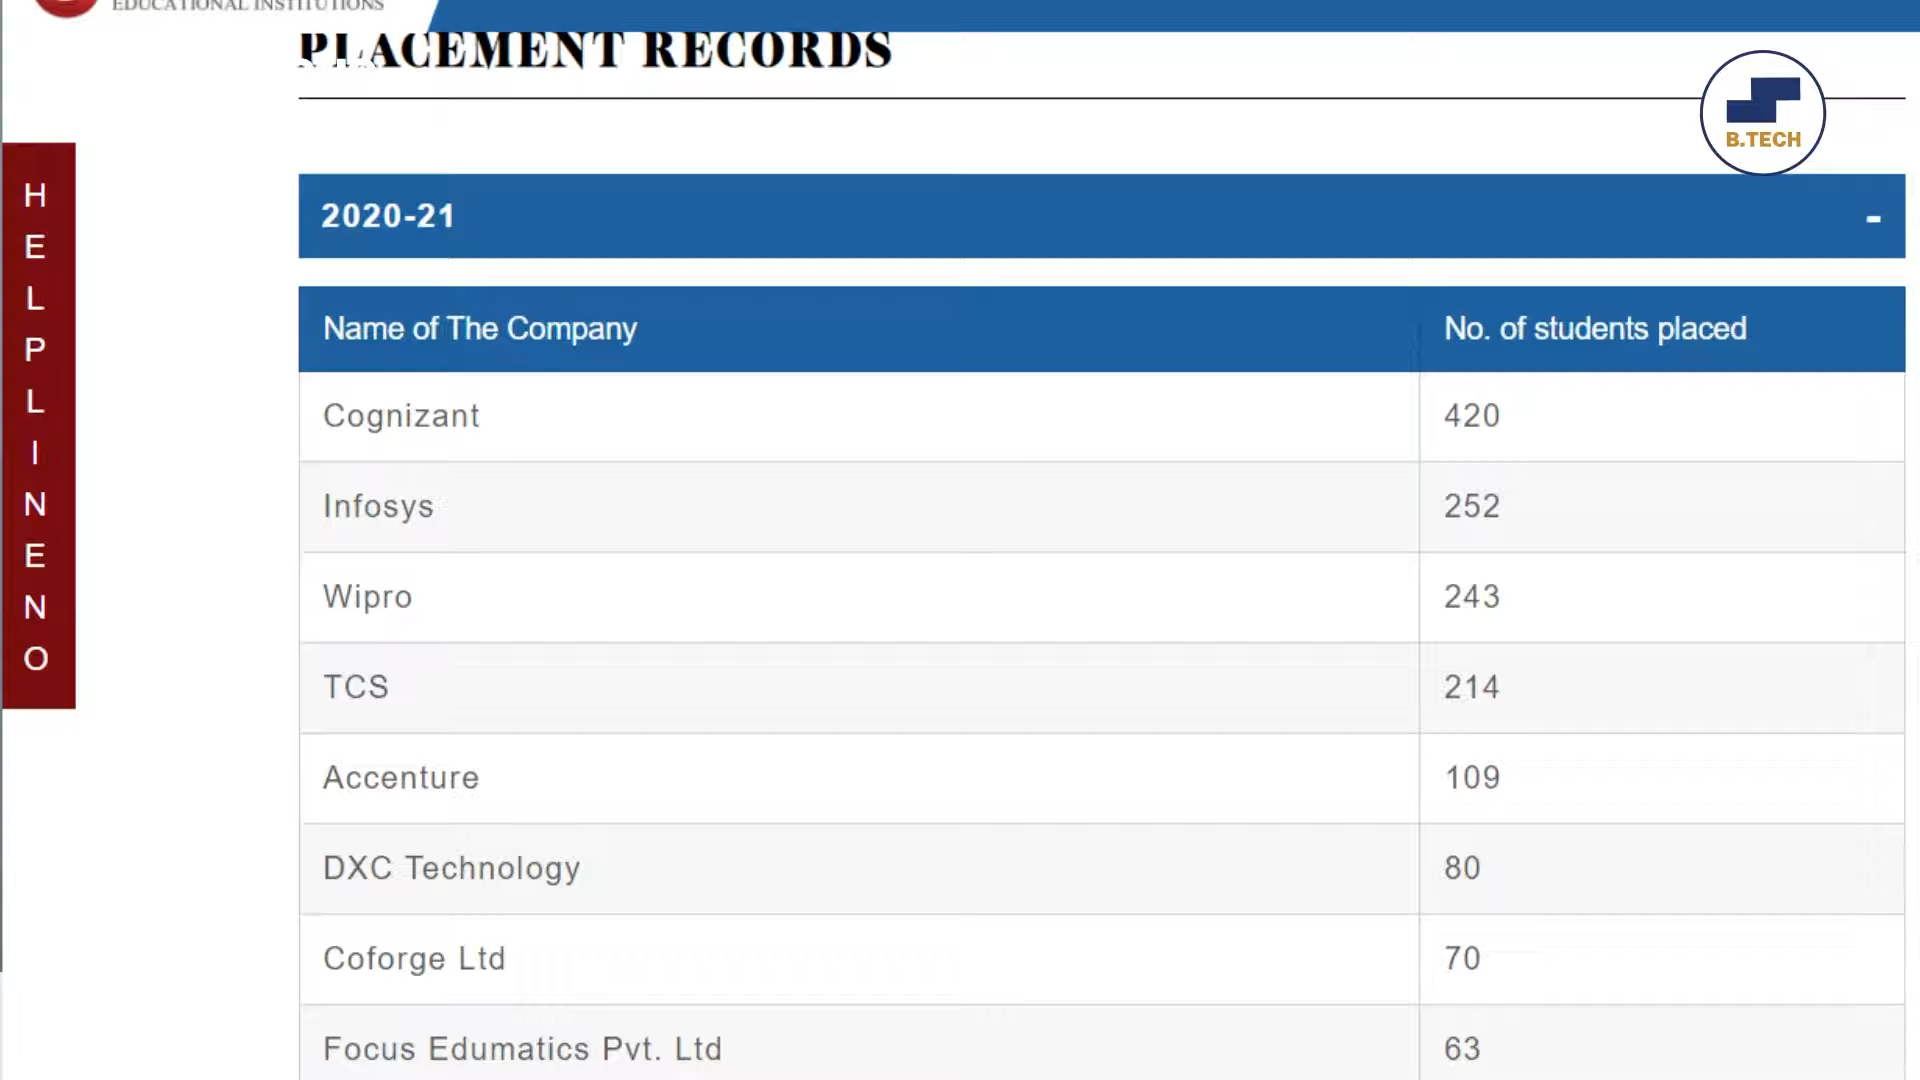 EDUCATIONAL INSTITUTIONS
PLACEMENT RECORDS
B.TECH
HELPLINENO
2020-21 -
Name of The Company No. of students placed
Cognizant 420
Infosys 252
Wipro 243
TCS 214
Accenture 109
DXC Technology 80
Coforge Ltd 70
Focus Edumatics Pvt. Ltd 63